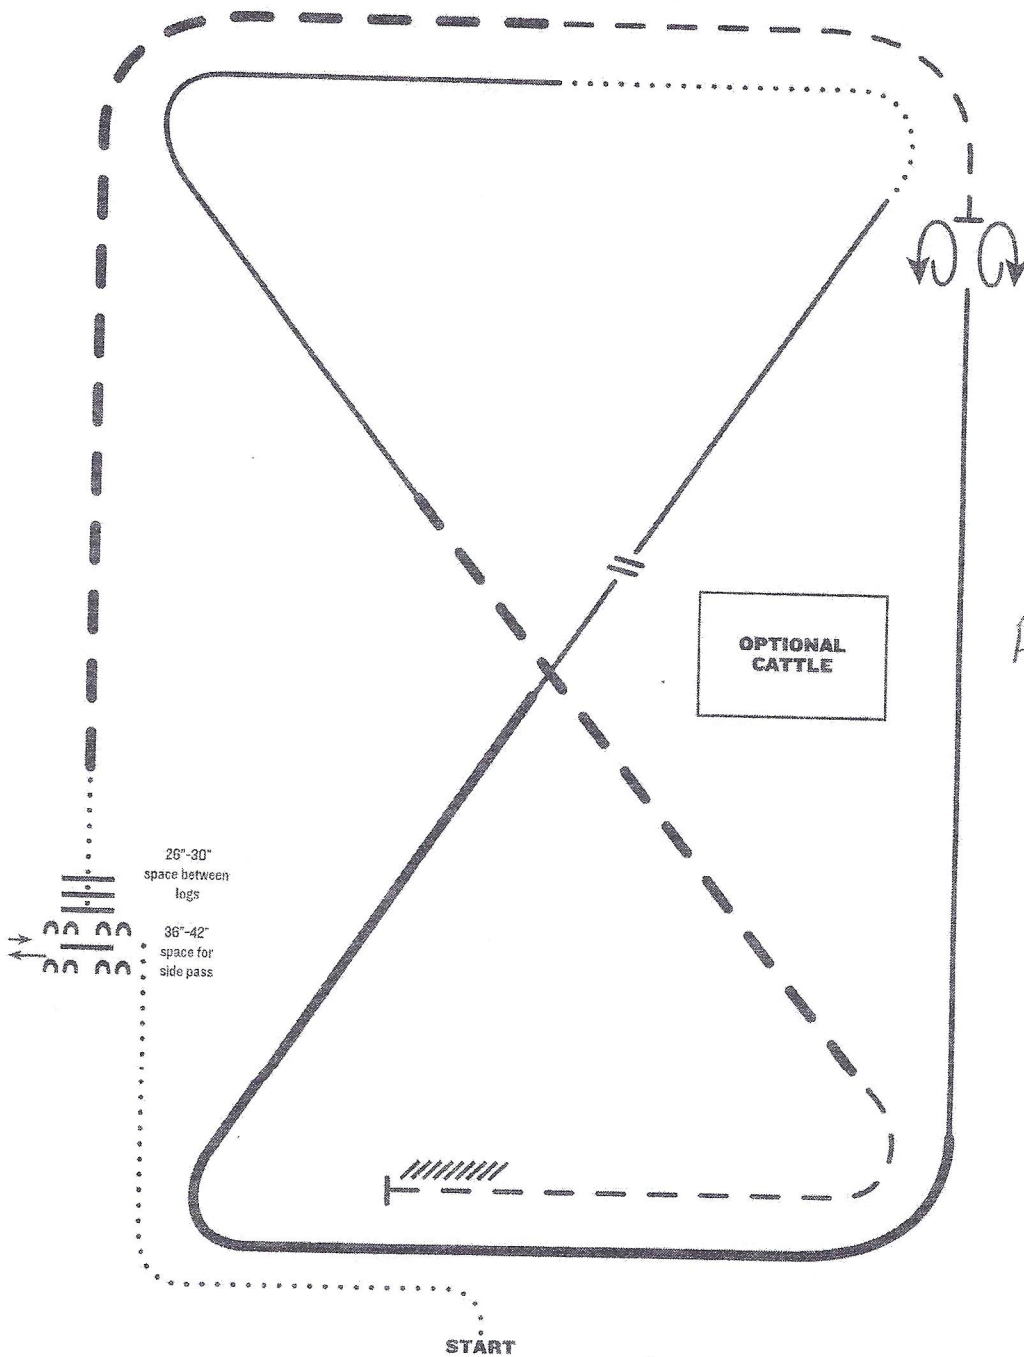 OPTIONAL
CATTLE
26"-30"
space between
logs
36"-42"
space for
side pass
START